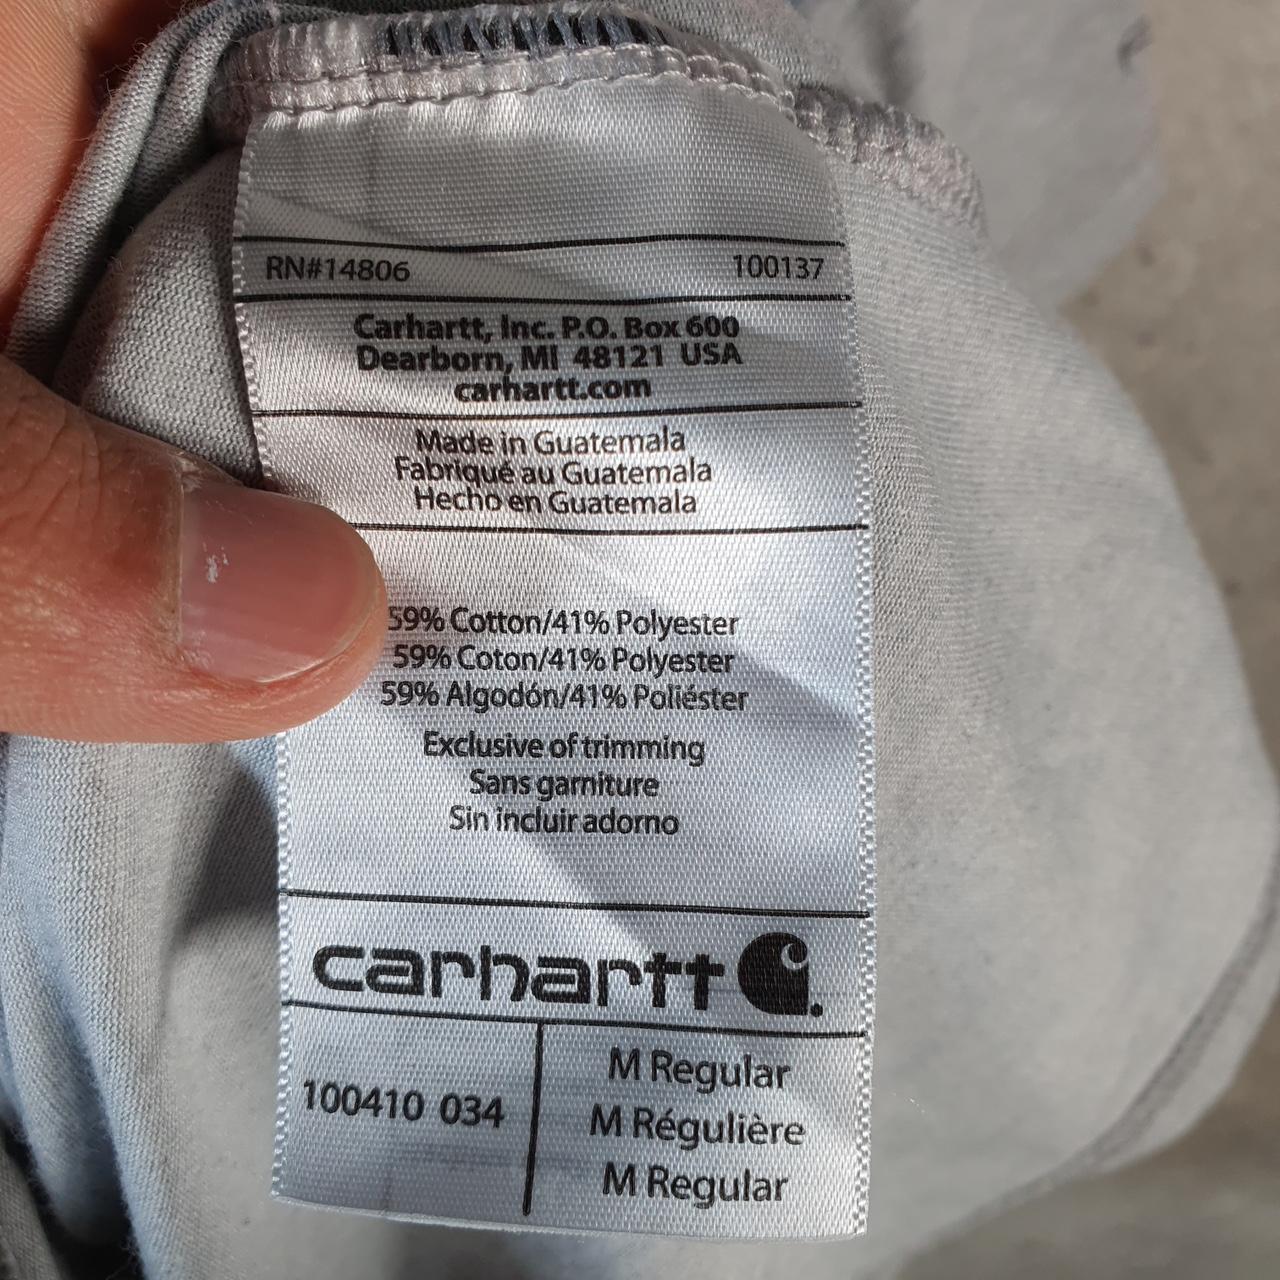 RN#14806 100137
Carhartt, Inc. P.O. Box 600
Dearborn, MI 48121 USA
carhartt.com
Made in Guatemala
Fabriqué au Guatemala
Hecho en Guatemala
59% Cotton/41% Polyester
59% Coton/41% Polyester
59% Algodón/41% Poliéster
Exclusive of trimming
Sans garniture
Sin incluir adorno
carhartt
100410 034
M Regular
M Régulière
M Regular